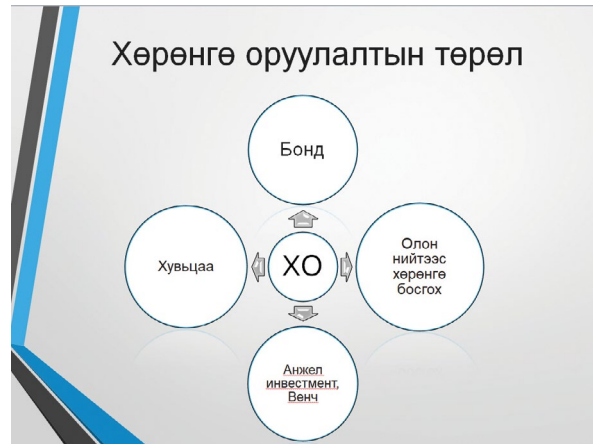 Хөрөнгө оруулалтын төрөл
Бонд
Хувьцаа
ХО
Олон
нийтээс
хөрөнгө
босгох
Анжел
инвестмент,
Венч